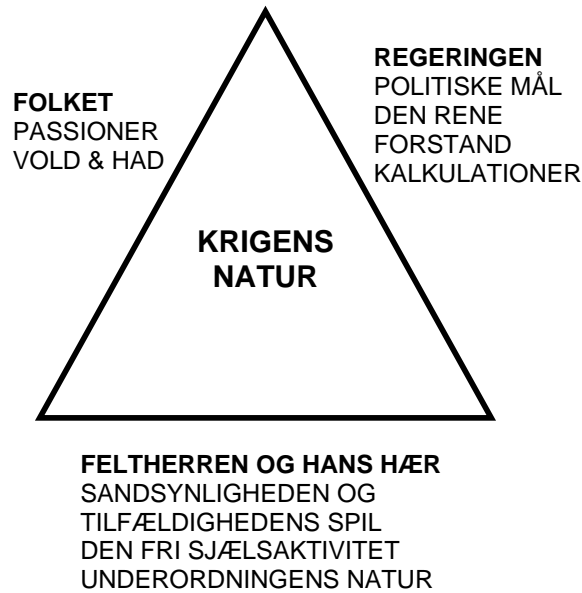 FOLKET
PASSIONER
VOLD & HAD
REGERINGEN
POLITISKE MÅL
DEN RENE
FORSTAND
KALKULATIONER
KRIGENS
NATUR
FELTHERREN OG HANS HÆR
SANDSYNLIGHEDEN OG
TILFÆLDIGHEDENS SPIL
DEN FRI SJÆLSAKTIVITET
UNDERORDNINGENS NATUR